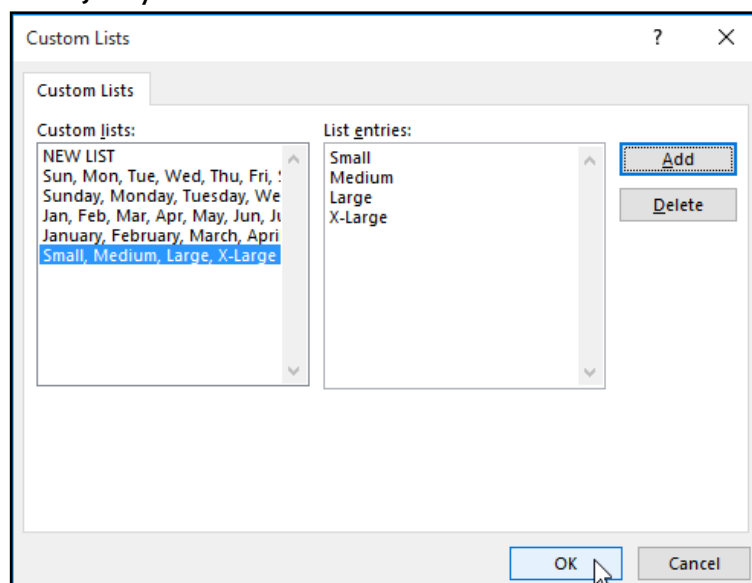 Custom Lists
?
Custom Lists
Custom lists:
NEW LIST
Sun, Mon, Tue, Wed, Thu, Fri,
Sunday, Monday, Tuesday, We
Jan, Feb, Mar, Apr, May, Jun,
January, February, March, Apri
Small, Medium, Large, X-Large
List entries:
Small
Medium
Large
X-Large
Add
Delete
OK
Cancel